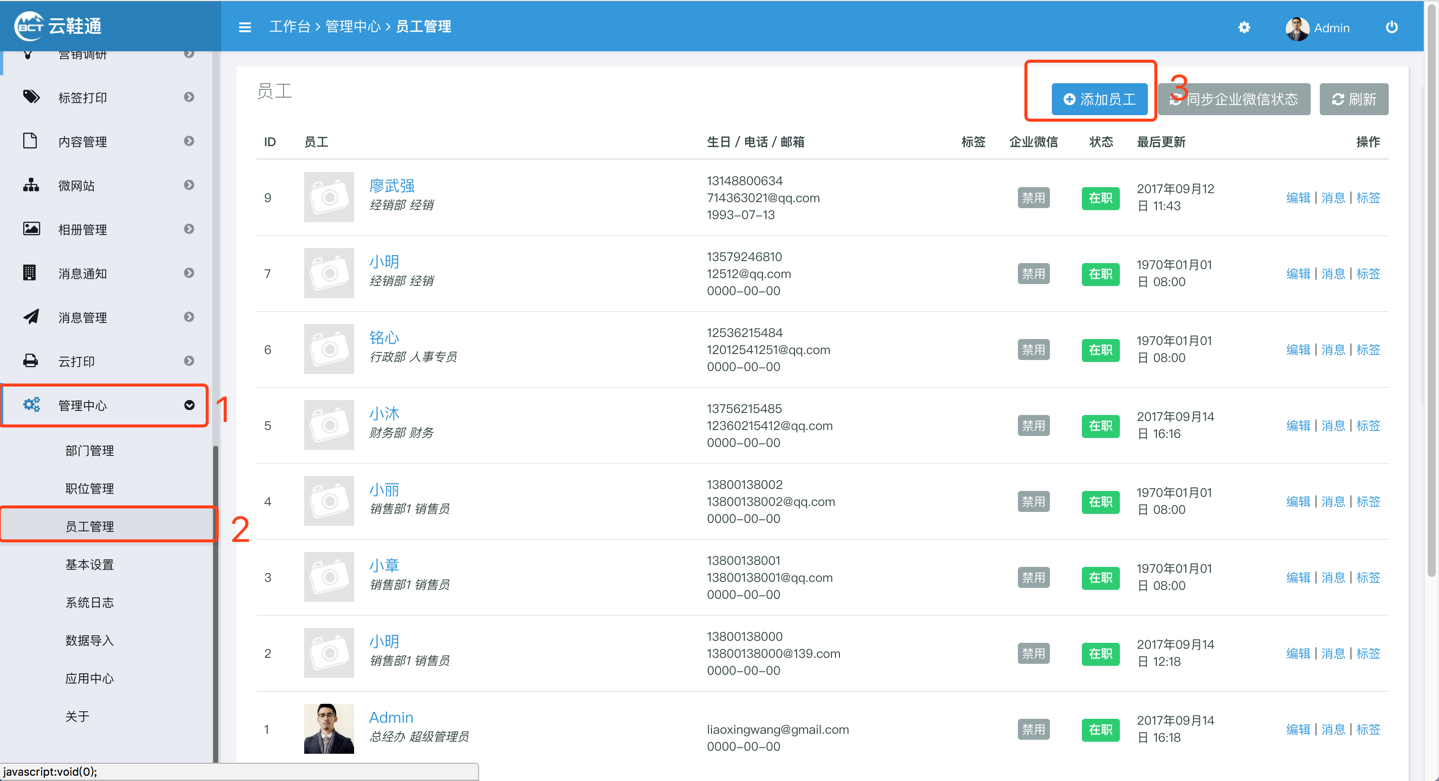 BCT 云鞋通
工作台 > 管理中心 > 员工管理
Admin
营销调研
标签打印
内容管理
微网站
相册管理
消息通知
消息管理
云打印
管理中心
1
部门管理
职位管理
员工管理
2
基本设置
系统日志
数据导入
应用中心
关于
员工
添加员工
3
同步企业微信状态
刷新
ID 员工 生日 / 电话 / 邮箱 标签 企业微信 状态 最后更新 操作
9
廖武强
经销部 经销
13148800634
714363021@qq.com
1993-07-13
禁用
在职
2017年09月12
日 11:43
编辑 | 消息 | 标签
7
小明
经销部 经销
13579246810
12512@qq.com
0000-00-00
禁用
在职
1970年01月01
日 08:00
编辑 | 消息 | 标签
6
铭心
行政部 人事专员
12536215484
12012541251@qq.com
0000-00-00
禁用
在职
1970年01月01
日 08:00
编辑 | 消息 | 标签
5
小沐
财务部 财务
13756215485
12360215412@qq.com
0000-00-00
禁用
在职
2017年09月14
日 16:16
编辑 | 消息 | 标签
4
小丽
销售部1 销售员
13800138002
13800138002@qq.com
0000-00-00
禁用
在职
1970年01月01
日 08:00
编辑 | 消息 | 标签
3
小章
销售部1 销售员
13800138001
13800138001@qq.com
0000-00-00
禁用
在职
1970年01月01
日 08:00
编辑 | 消息 | 标签
2
小明
销售部1 销售员
13800138000
13800138000@139.com
0000-00-00
禁用
在职
2017年09月14
日 12:18
编辑 | 消息 | 标签
1
Admin
总经办 超级管理员
liaoxingwang@gmail.com
0000-00-00
禁用
在职
2017年09月14
日 16:18
编辑 | 消息 | 标签
javascript:void(0);